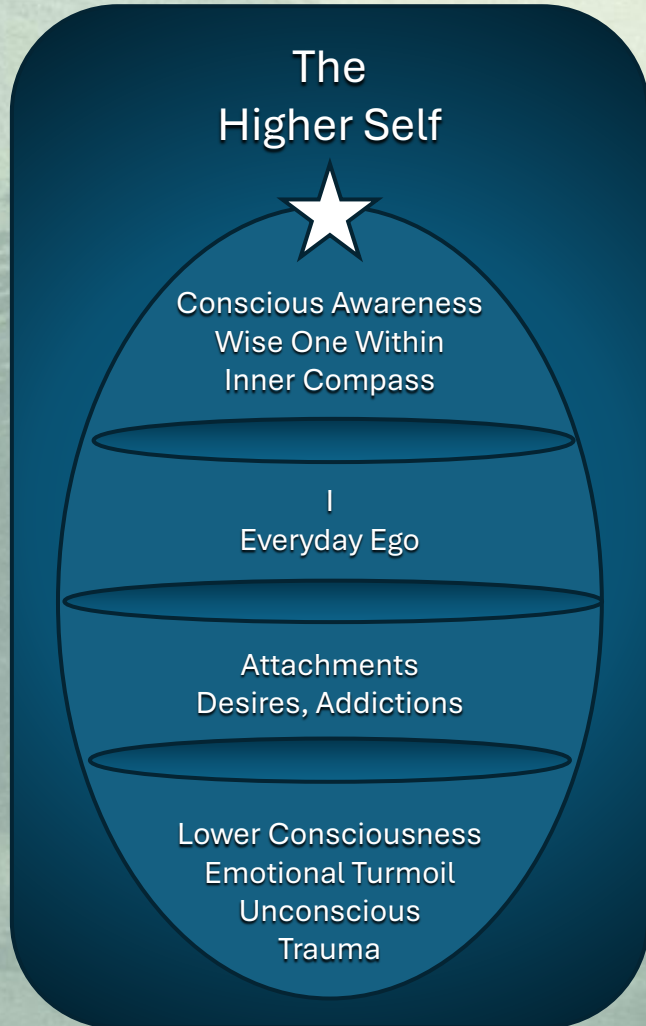 The
Higher Self
Conscious Awareness
Wise One Within
Inner Compass
I
Everyday Ego
Attachments
Desires, Addictions
Lower Consciousness
Emotional Turmoil
Unconscious
Trauma